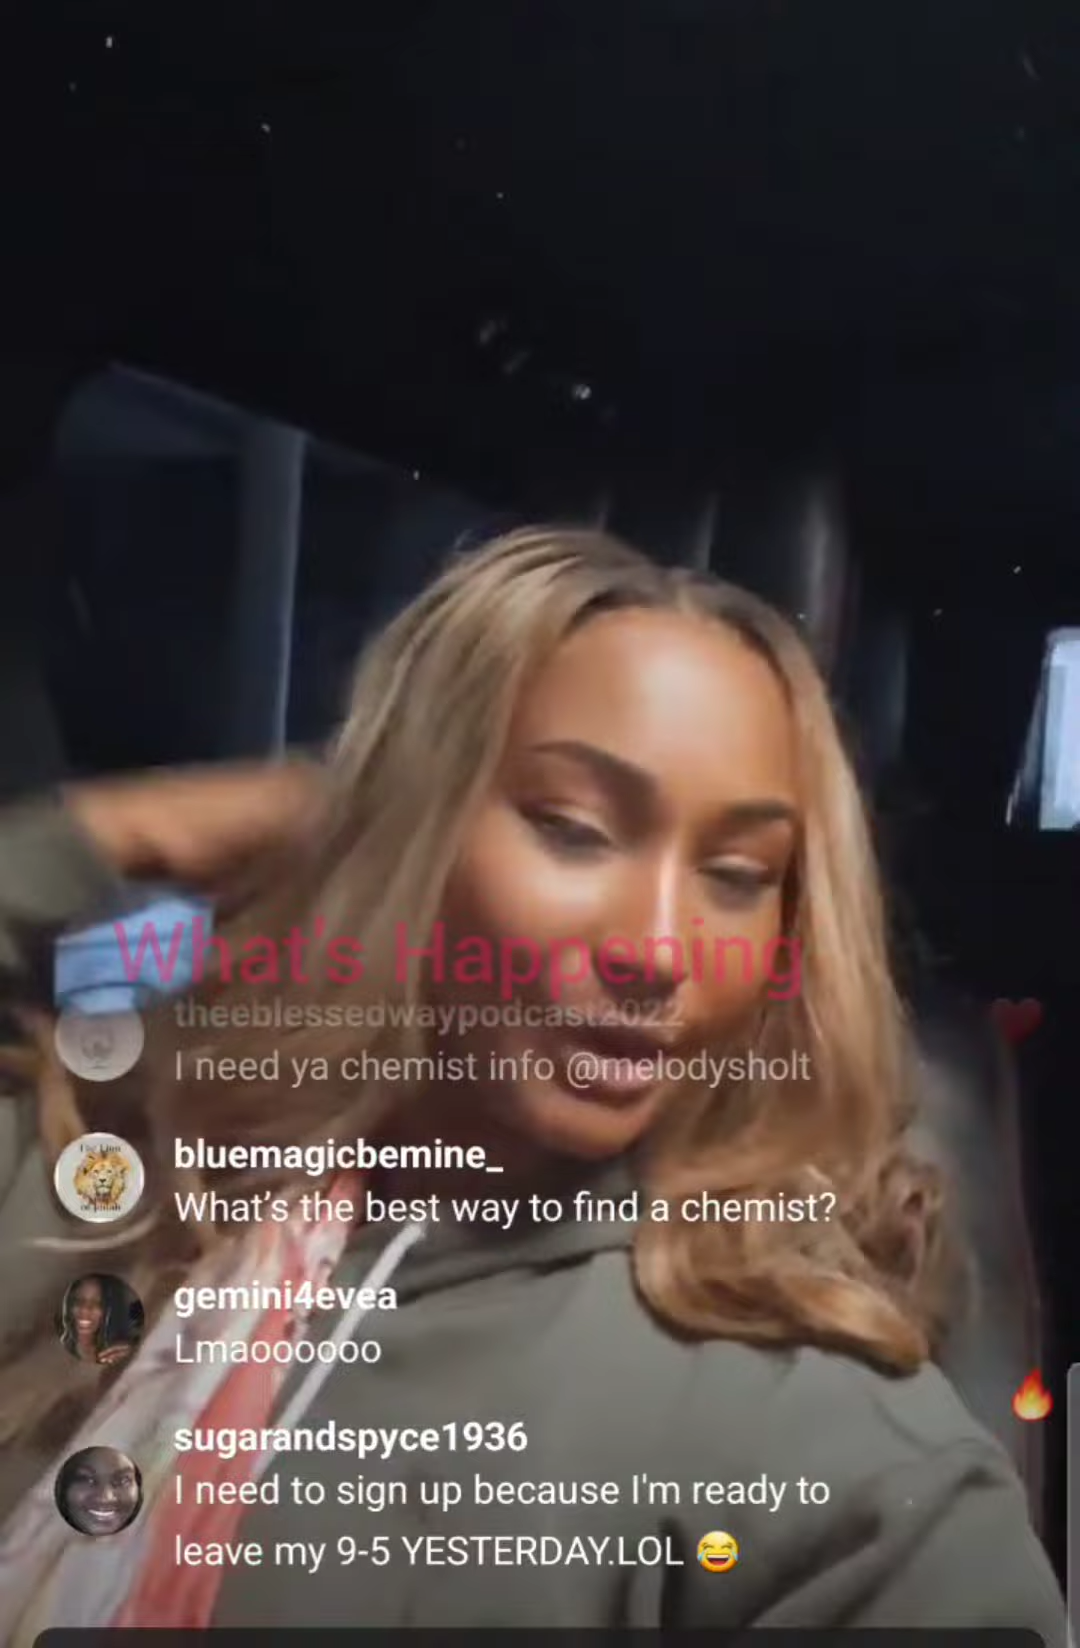 What's Happening
theeblessedwaypodcast2022
I need ya chemist info @melodysholt
bluemagicbemine_
What’s the best way to find a chemist?
gemini4evea
Lmaoooooo
sugarandspyce1936
I need to sign up because I'm ready to
leave my 9-5 YESTERDAY.LOL 😂